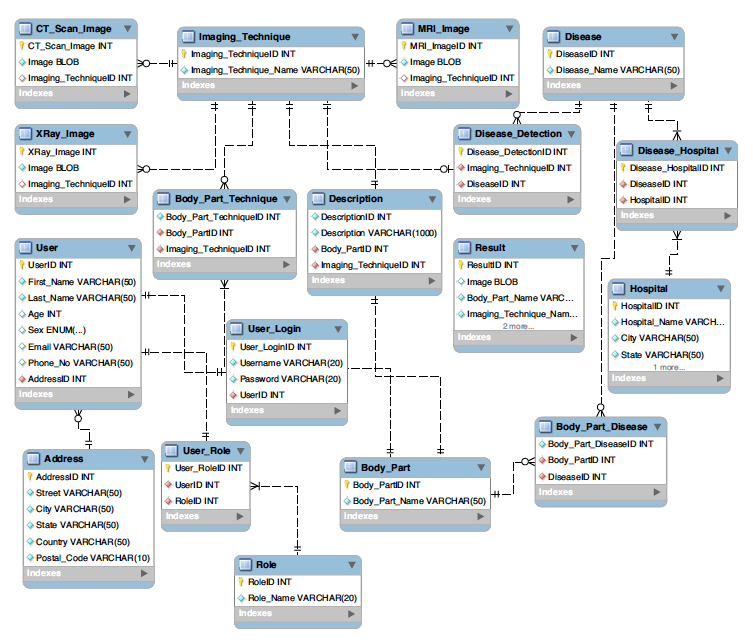 CT_Scan_Image
CT_Scan_Image INT
Image BLOB
Imaging_TechniqueID INT
Indexes
Imaging_Technique
Imaging_TechniqueID INT
Imaging_Technique_Name VARCHAR(50)
Indexes
MRI_Image
MRI_ImageID INT
Image BLOB
Imaging_TechniqueID INT
Indexes
Disease
DiseaseID INT
Disease_Name VARCHAR(50)
Indexes
XRay_Image
XRay_Image INT
Image BLOB
Imaging_TechniqueID INT
Indexes
Disease_Detection
Disease_DetectionID INT
Imaging_TechniqueID INT
DiseaseID INT
Indexes
Disease_Hospital
Disease_HospitalID INT
DiseaseID INT
HospitalID INT
Indexes
Body_Part_Technique
Body_Part_TechniqueID INT
Body_PartID INT
Imaging_TechniqueID INT
Indexes
Description
DescriptionID INT
Description VARCHAR(1000)
Body_PartID INT
Imaging_TechniqueID INT
Indexes
User
UserID INT
First_Name VARCHAR(50)
Last_Name VARCHAR(50)
Age INT
Sex ENUM(...)
Email VARCHAR(50)
Phone_No VARCHAR(50)
AddressID INT
Indexes
Result
ResultID INT
Image BLOB
Body_Part_Name VARC...
Imaging_Technique_Nam...
2 more...
Indexes
Hospital
HospitalID INT
Hospital_Name VARCH...
City VARCHAR(50)
State VARCHAR(50)
1 more...
Indexes
User_Login
User_LoginID INT
Username VARCHAR(20)
Password VARCHAR(20)
UserID INT
Indexes
Body_Part_Disease
Body_Part_DiseaseID INT
Body_PartID INT
DiseaseID INT
Indexes
Address
AddressID INT
Street VARCHAR(50)
City VARCHAR(50)
State VARCHAR(50)
Country VARCHAR(50)
Postal_Code VARCHAR(10)
Indexes
User_Role
User_RoleID INT
UserID INT
RoleID INT
Indexes
Body_Part
Body_PartID INT
Body_Part_Name VARCHAR(50)
Indexes
Role
RoleID INT
Role_Name VARCHAR(20)
Indexes